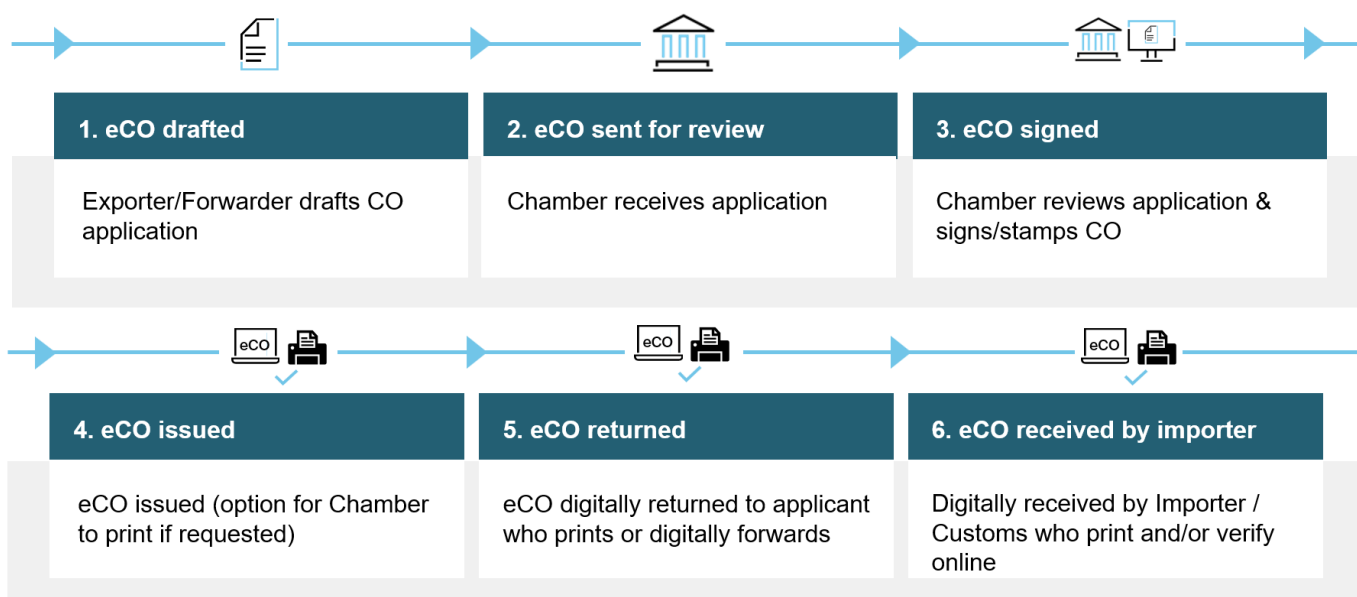 1. eCO drafted
Exporter/Forwarder drafts CO
application
2. eCO sent for review
Chamber receives application
3. eCO signed
Chamber reviews application &
signs/stamps CO
eCO
4. eCO issued
eCO issued (option for Chamber
to print if requested)
eCO
5. eCO returned
eCO digitally returned to applicant
who prints or digitally forwards
eCO
6. eCO received by importer
Digitally received by Importer /
Customs who print and/or verify
online